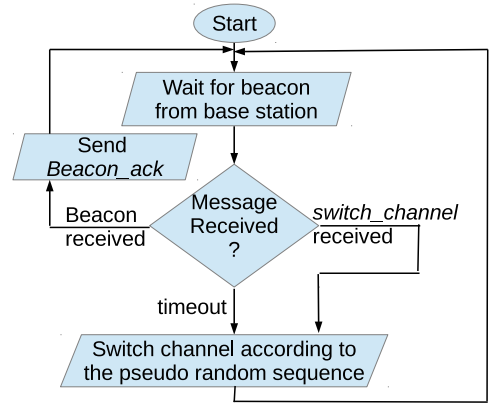 Start
Wait for beacon
from base station
Send
Beacon_ack
Message
Received
?
Beacon
received
switch_channel
received
timeout
Switch channel according to
the pseudo random sequence